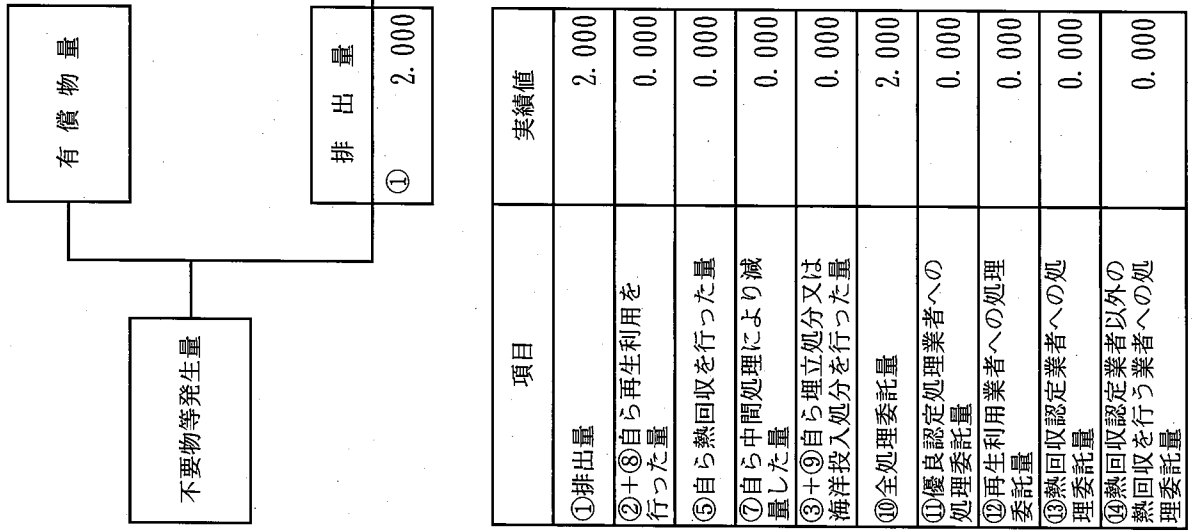 有償物量
不要物等発生量
排出量
① 2.000
項目 実績値
①排出量 2.000
②+⑧自ら再生利用を
行った量 0.000
⑤自ら熱回収を行った量 0.000
⑦自ら中間処理により減
量した量 0.000
③+⑨自ら埋立処分又は
海洋投入処分を行った量 0.000
⑩全処理委託量 2.000
⑪優良認定処理業者への
処理委託量 0.000
⑫再生利用業者への処理
委託量 0.000
⑬熱回収認定業者への処
理委託量 0.000
⑭熱回収認定業者以外の
熱回収を行う業者への処
理委託量 0.000